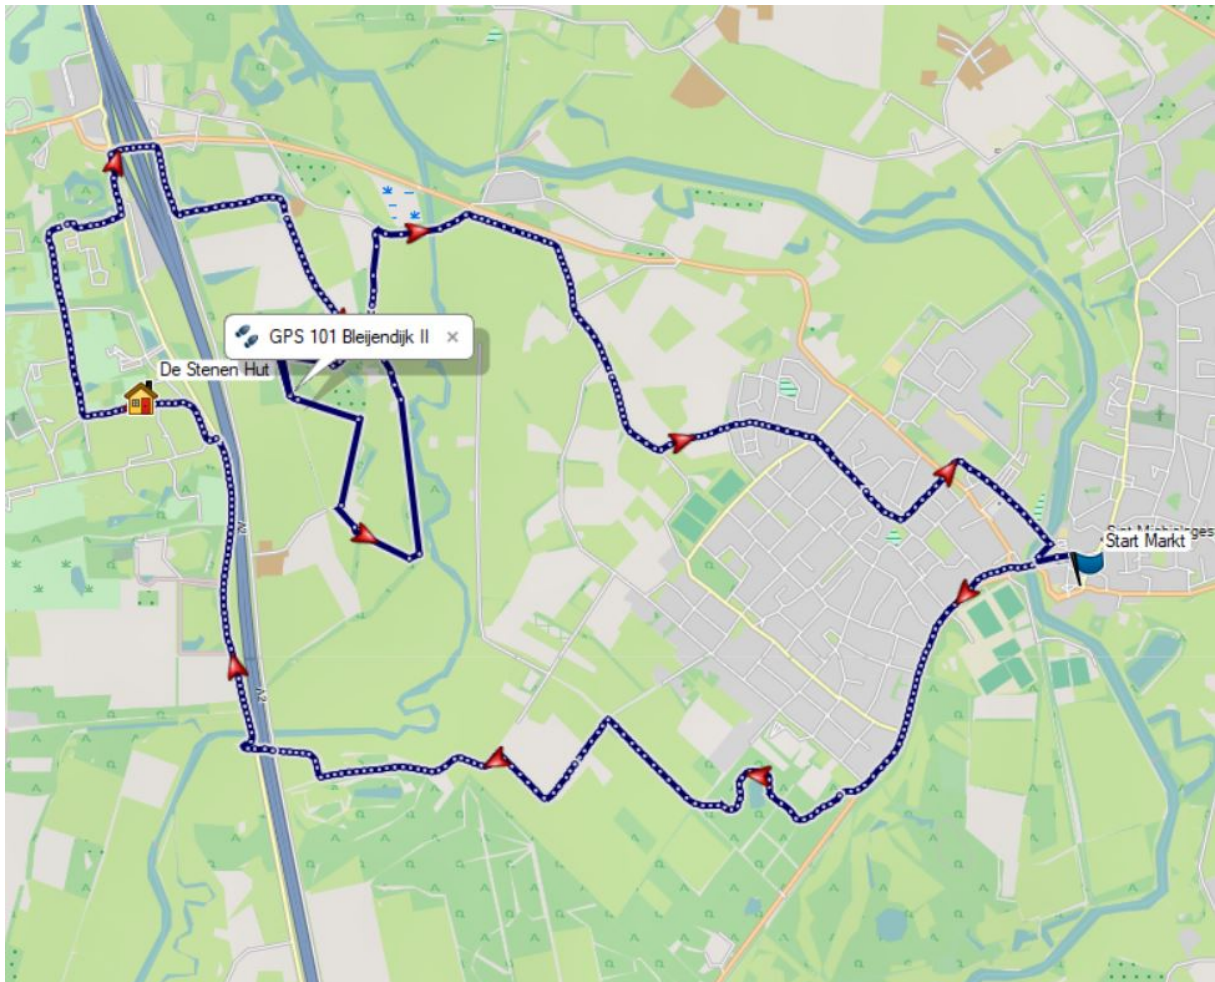 GPS 101 Bleijendijk II
De Stenen Hut
A2
Start Markt
A2